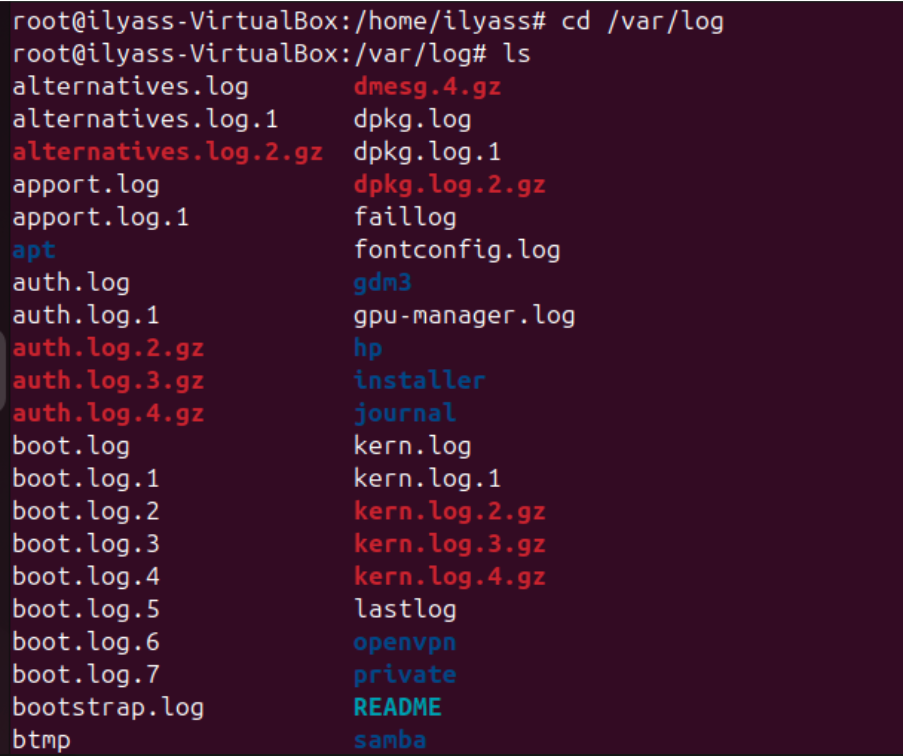 root@ilyass-VirtualBox:/home/ilyass# cd /var/log
root@ilyass-VirtualBox:/var/log# ls
alternatives.log dmesg.4.gz
alternatives.log.1 dpkg.log
alternatives.log.2.gz dpkg.log.1
apport.log dpkg.log.2.gz
apport.log.1 faillog
apt fontconfig.log
auth.log gdm3
auth.log.1 gpu-manager.log
auth.log.2.gz hp
auth.log.3.gz installer
auth.log.4.gz journal
boot.log kern.log
boot.log.1 kern.log.1
boot.log.2 kern.log.2.gz
boot.log.3 kern.log.3.gz
boot.log.4 kern.log.4.gz
boot.log.5 lastlog
boot.log.6 openvpn
boot.log.7 private
bootstrap.log README
btmp samba